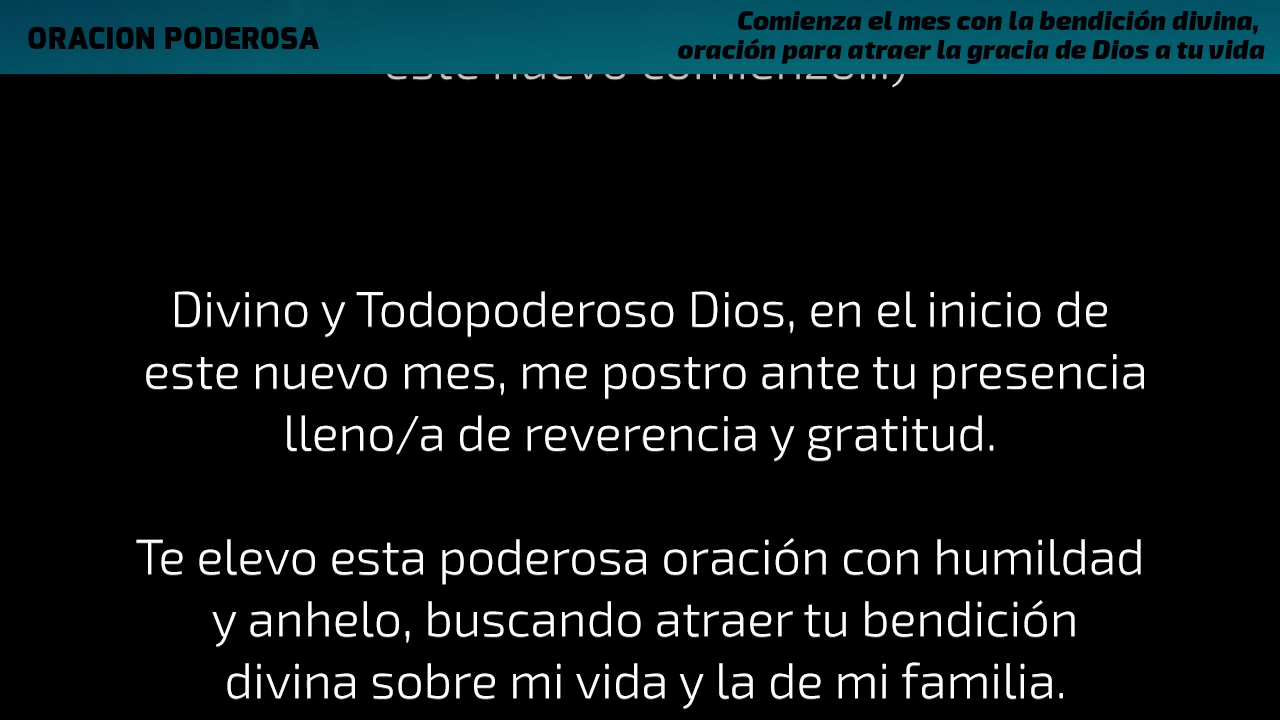 ORACION PODEROSA
Comienza el mes con la bendición divina,
oración para atraer la gracia de Dios a tu vida
este nuevo comienzo...)
Divino y Todopoderoso Dios, en el inicio de
este nuevo mes, me postro ante tu presencia
lleno/a de reverencia y gratitud.
Te elevo esta poderosa oración con humildad
y anhelo, buscando atraer tu bendición
divina sobre mi vida y la de mi familia.